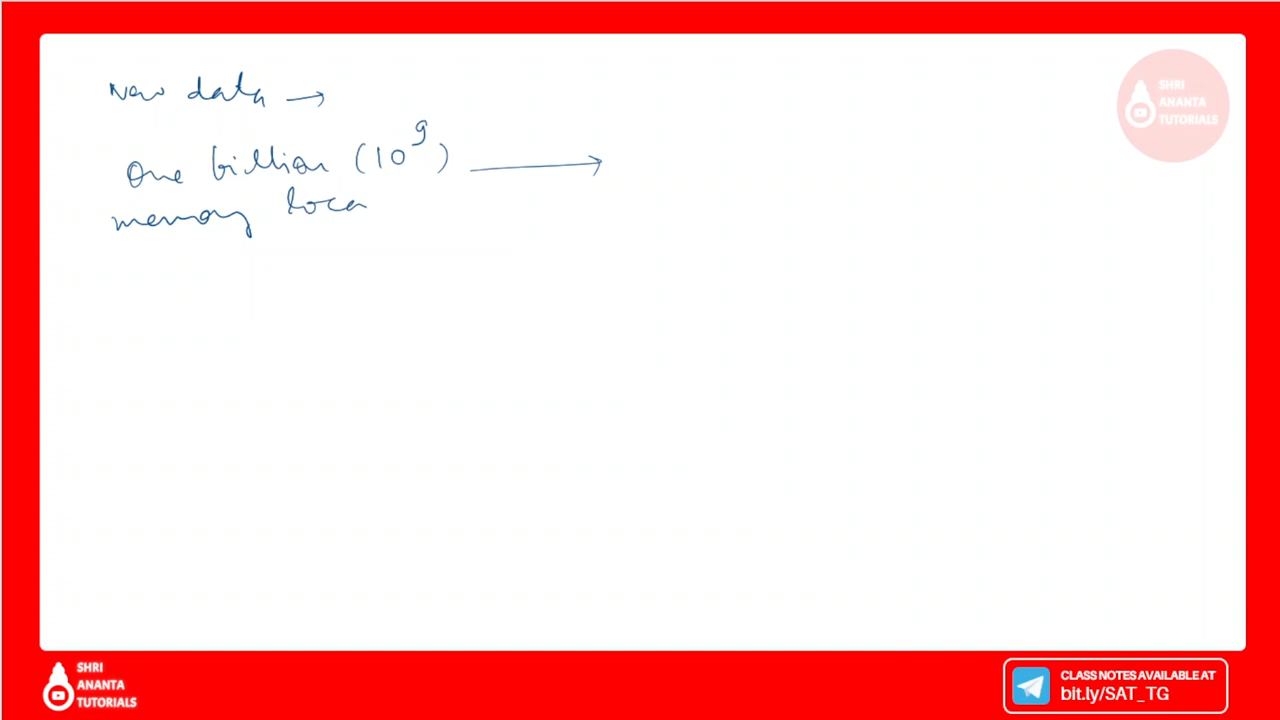 New data →
One billion (10^9) →
memory loca
SHRI
ANANTA
TUTORIALS
SHRI
ANANTA
TUTORIALS
CLASS NOTES AVAILABLE AT
bit.ly/SAT_TG